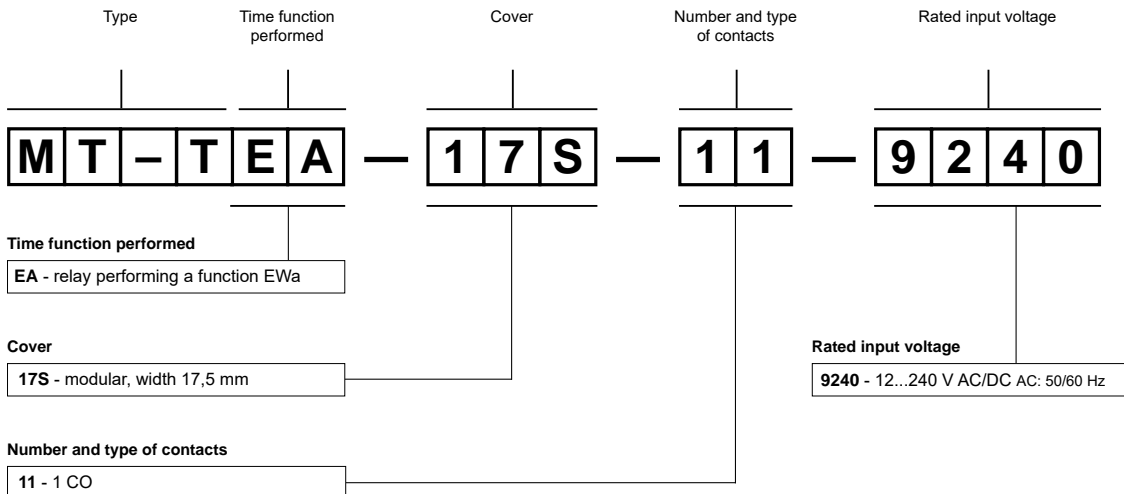 Type
Time function
performed
Cover
Number and type
of contacts
Rated input voltage
MT–TEA — 17S — 11 — 9240
Time function performed
EA - relay performing a function EWa
Cover
17S - modular, width 17,5 mm
Rated input voltage
9240 - 12...240 V AC/DC AC: 50/60 Hz
Number and type of contacts
11 - 1 CO